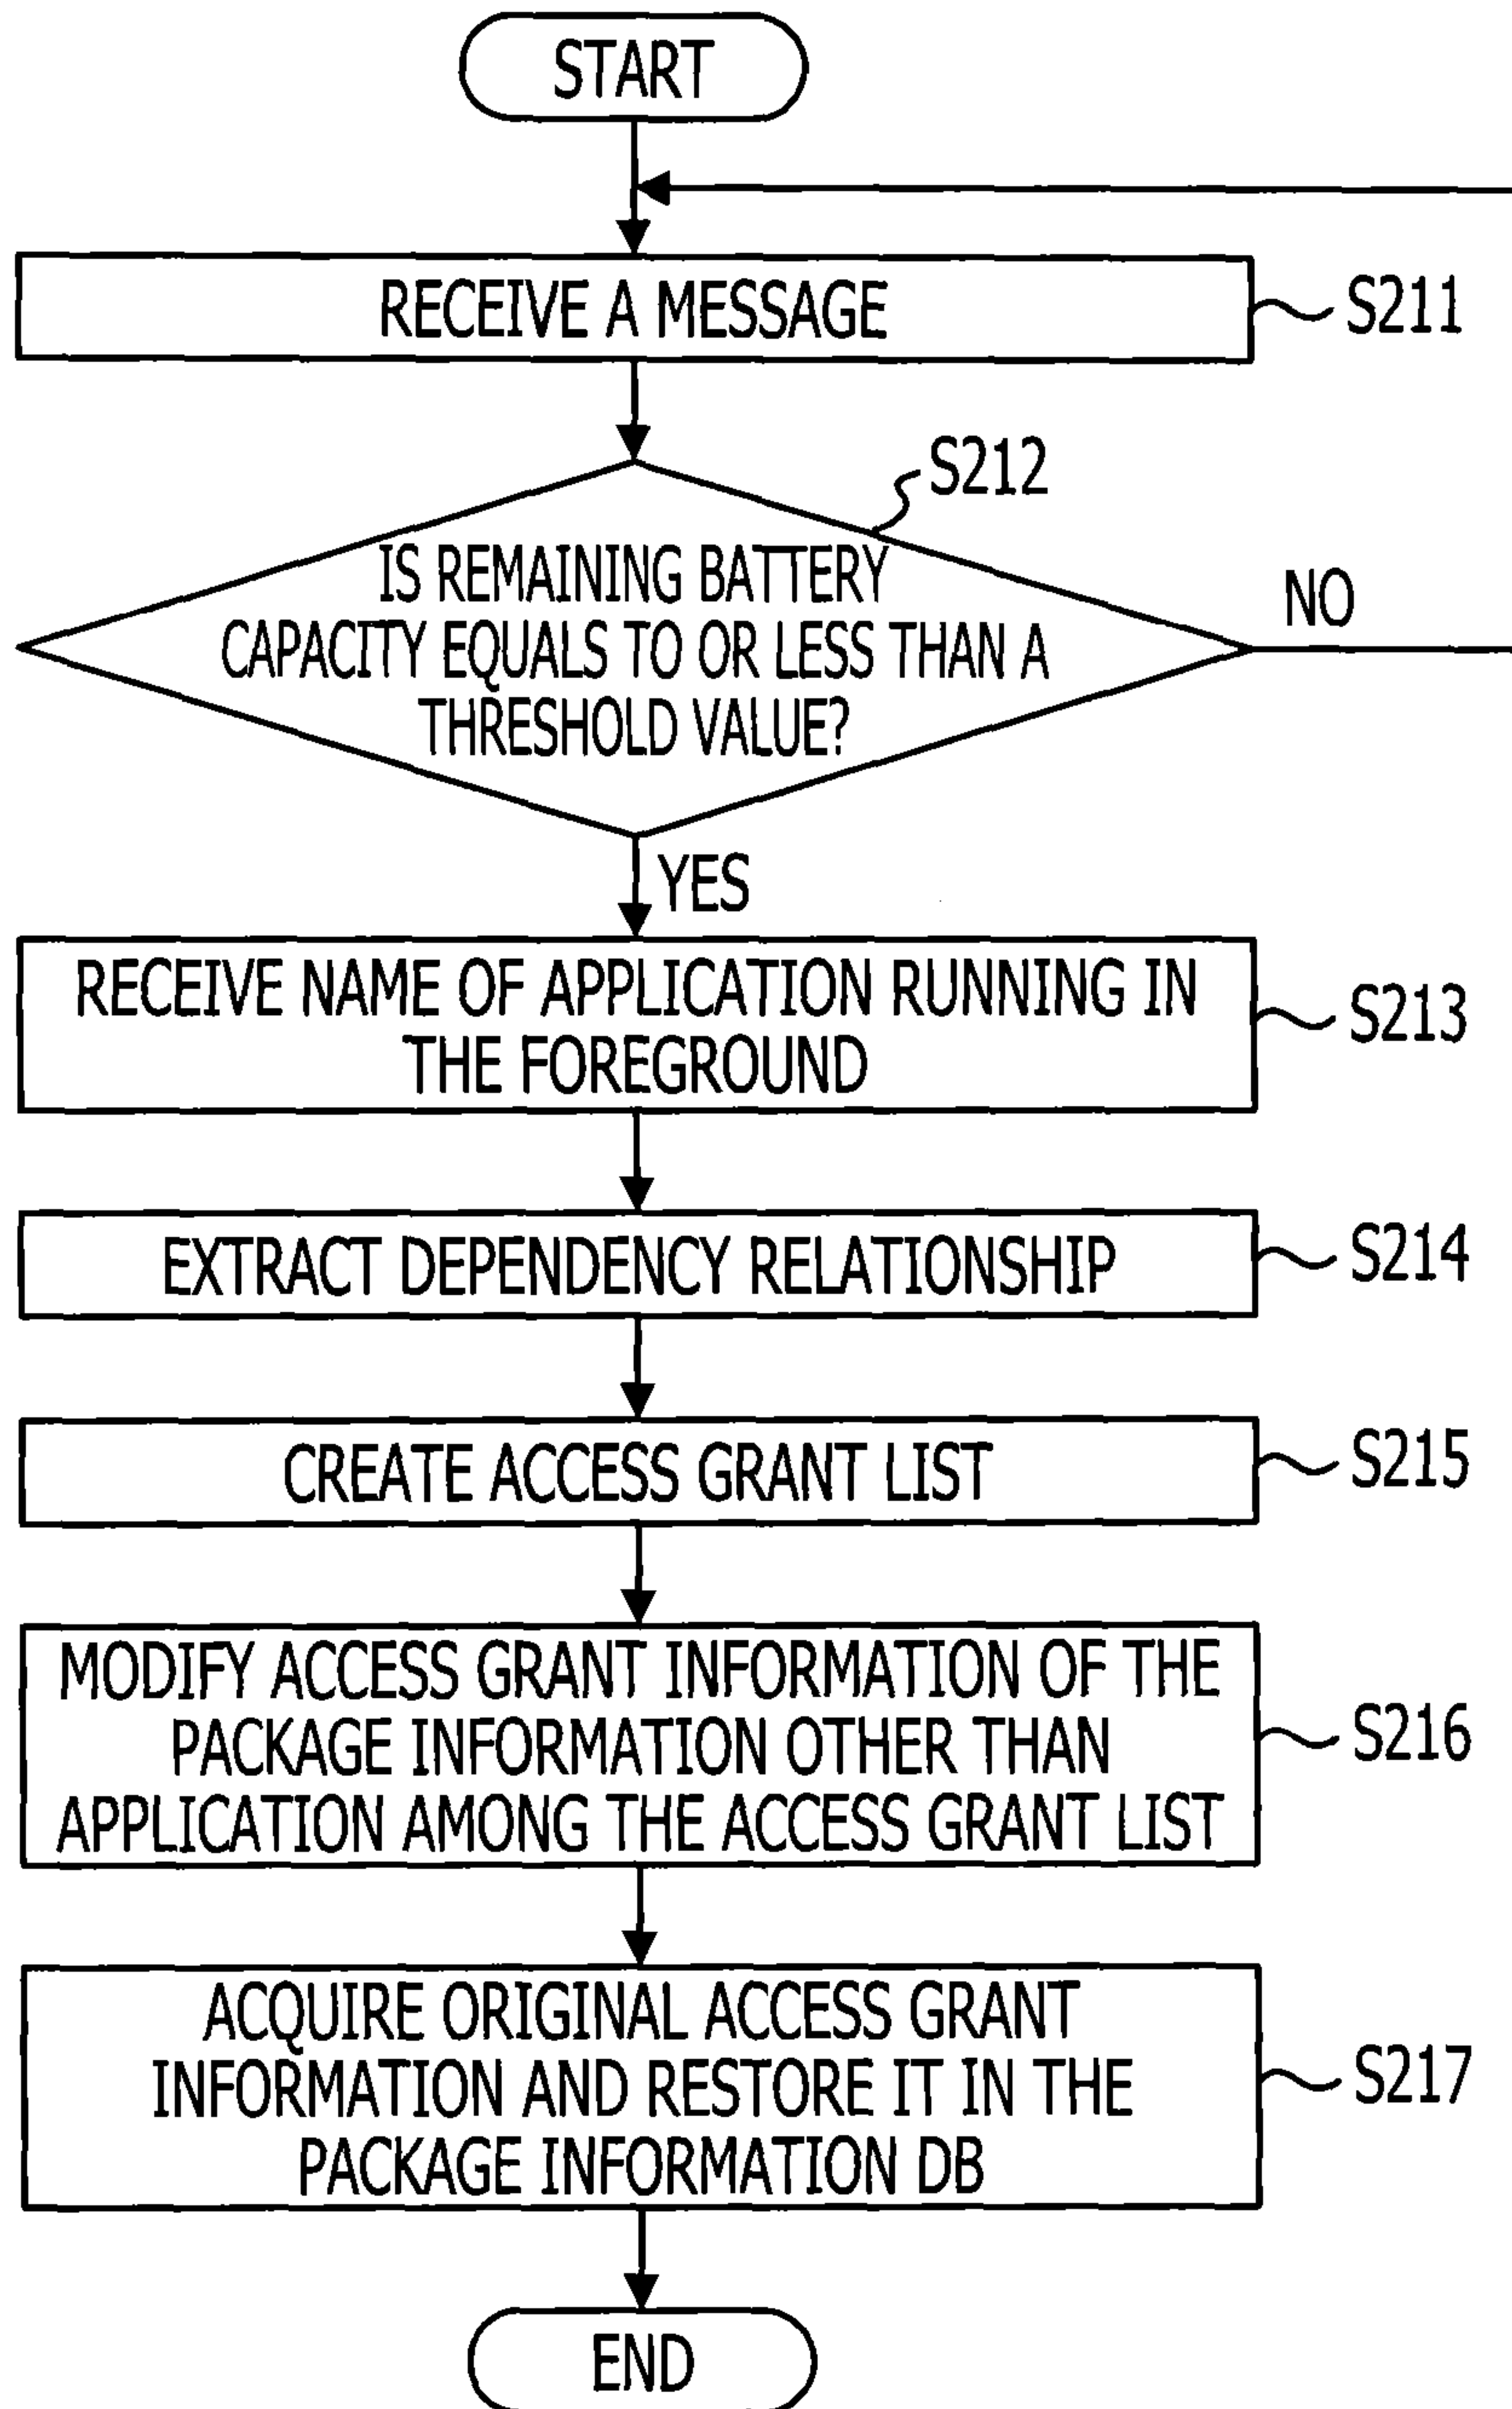 START
RECEIVE A MESSAGE
S211
S212
IS REMAINING BATTERY
CAPACITY EQUALS TO OR LESS THAN A
THRESHOLD VALUE?
NO
YES
RECEIVE NAME OF APPLICATION RUNNING IN
THE FOREGROUND
S213
EXTRACT DEPENDENCY RELATIONSHIP
S214
CREATE ACCESS GRANT LIST
S215
MODIFY ACCESS GRANT INFORMATION OF THE
PACKAGE INFORMATION OTHER THAN
APPLICATION AMONG THE ACCESS GRANT LIST
S216
ACQUIRE ORIGINAL ACCESS GRANT
INFORMATION AND RESTORE IT IN THE
PACKAGE INFORMATION DB
S217
END